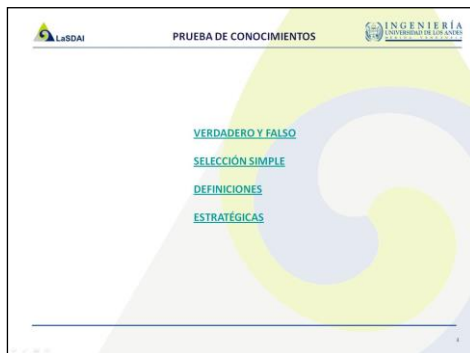 LaSDAI
PRUEBA DE CONOCIMIENTOS
INGENIERÍA
UNIVERSIDAD DE LOS ANDES
VERDADERO Y FALSO
SELECCIÓN SIMPLE
DEFINICIONES
ESTRATÉGICAS